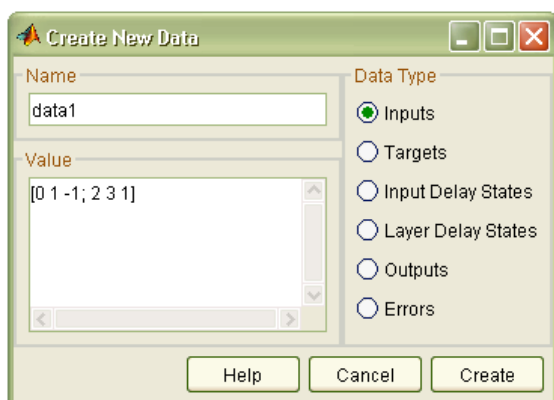 Create New Data
Name
data1
Value
[0 1 -1; 2 3 1]
Data Type
Inputs
Targets
Input Delay States
Layer Delay States
Outputs
Errors
Help
Cancel
Create